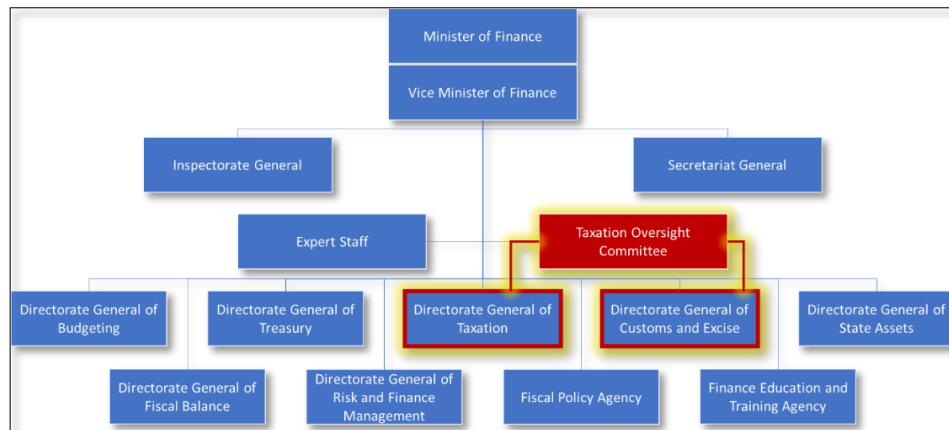 Minister of Finance
Vice Minister of Finance
Inspectorate General
Secretariat General
Expert Staff
Taxation Oversight
Committee
Directorate General of
Budgeting
Directorate General of
Treasury
Directorate General of
Taxation
Directorate General of
Customs and Excise
Directorate General of
State Assets
Directorate General of
Fiscal Balance
Directorate General of
Risk and Finance
Management
Fiscal Policy Agency
Finance Education and
Training Agency